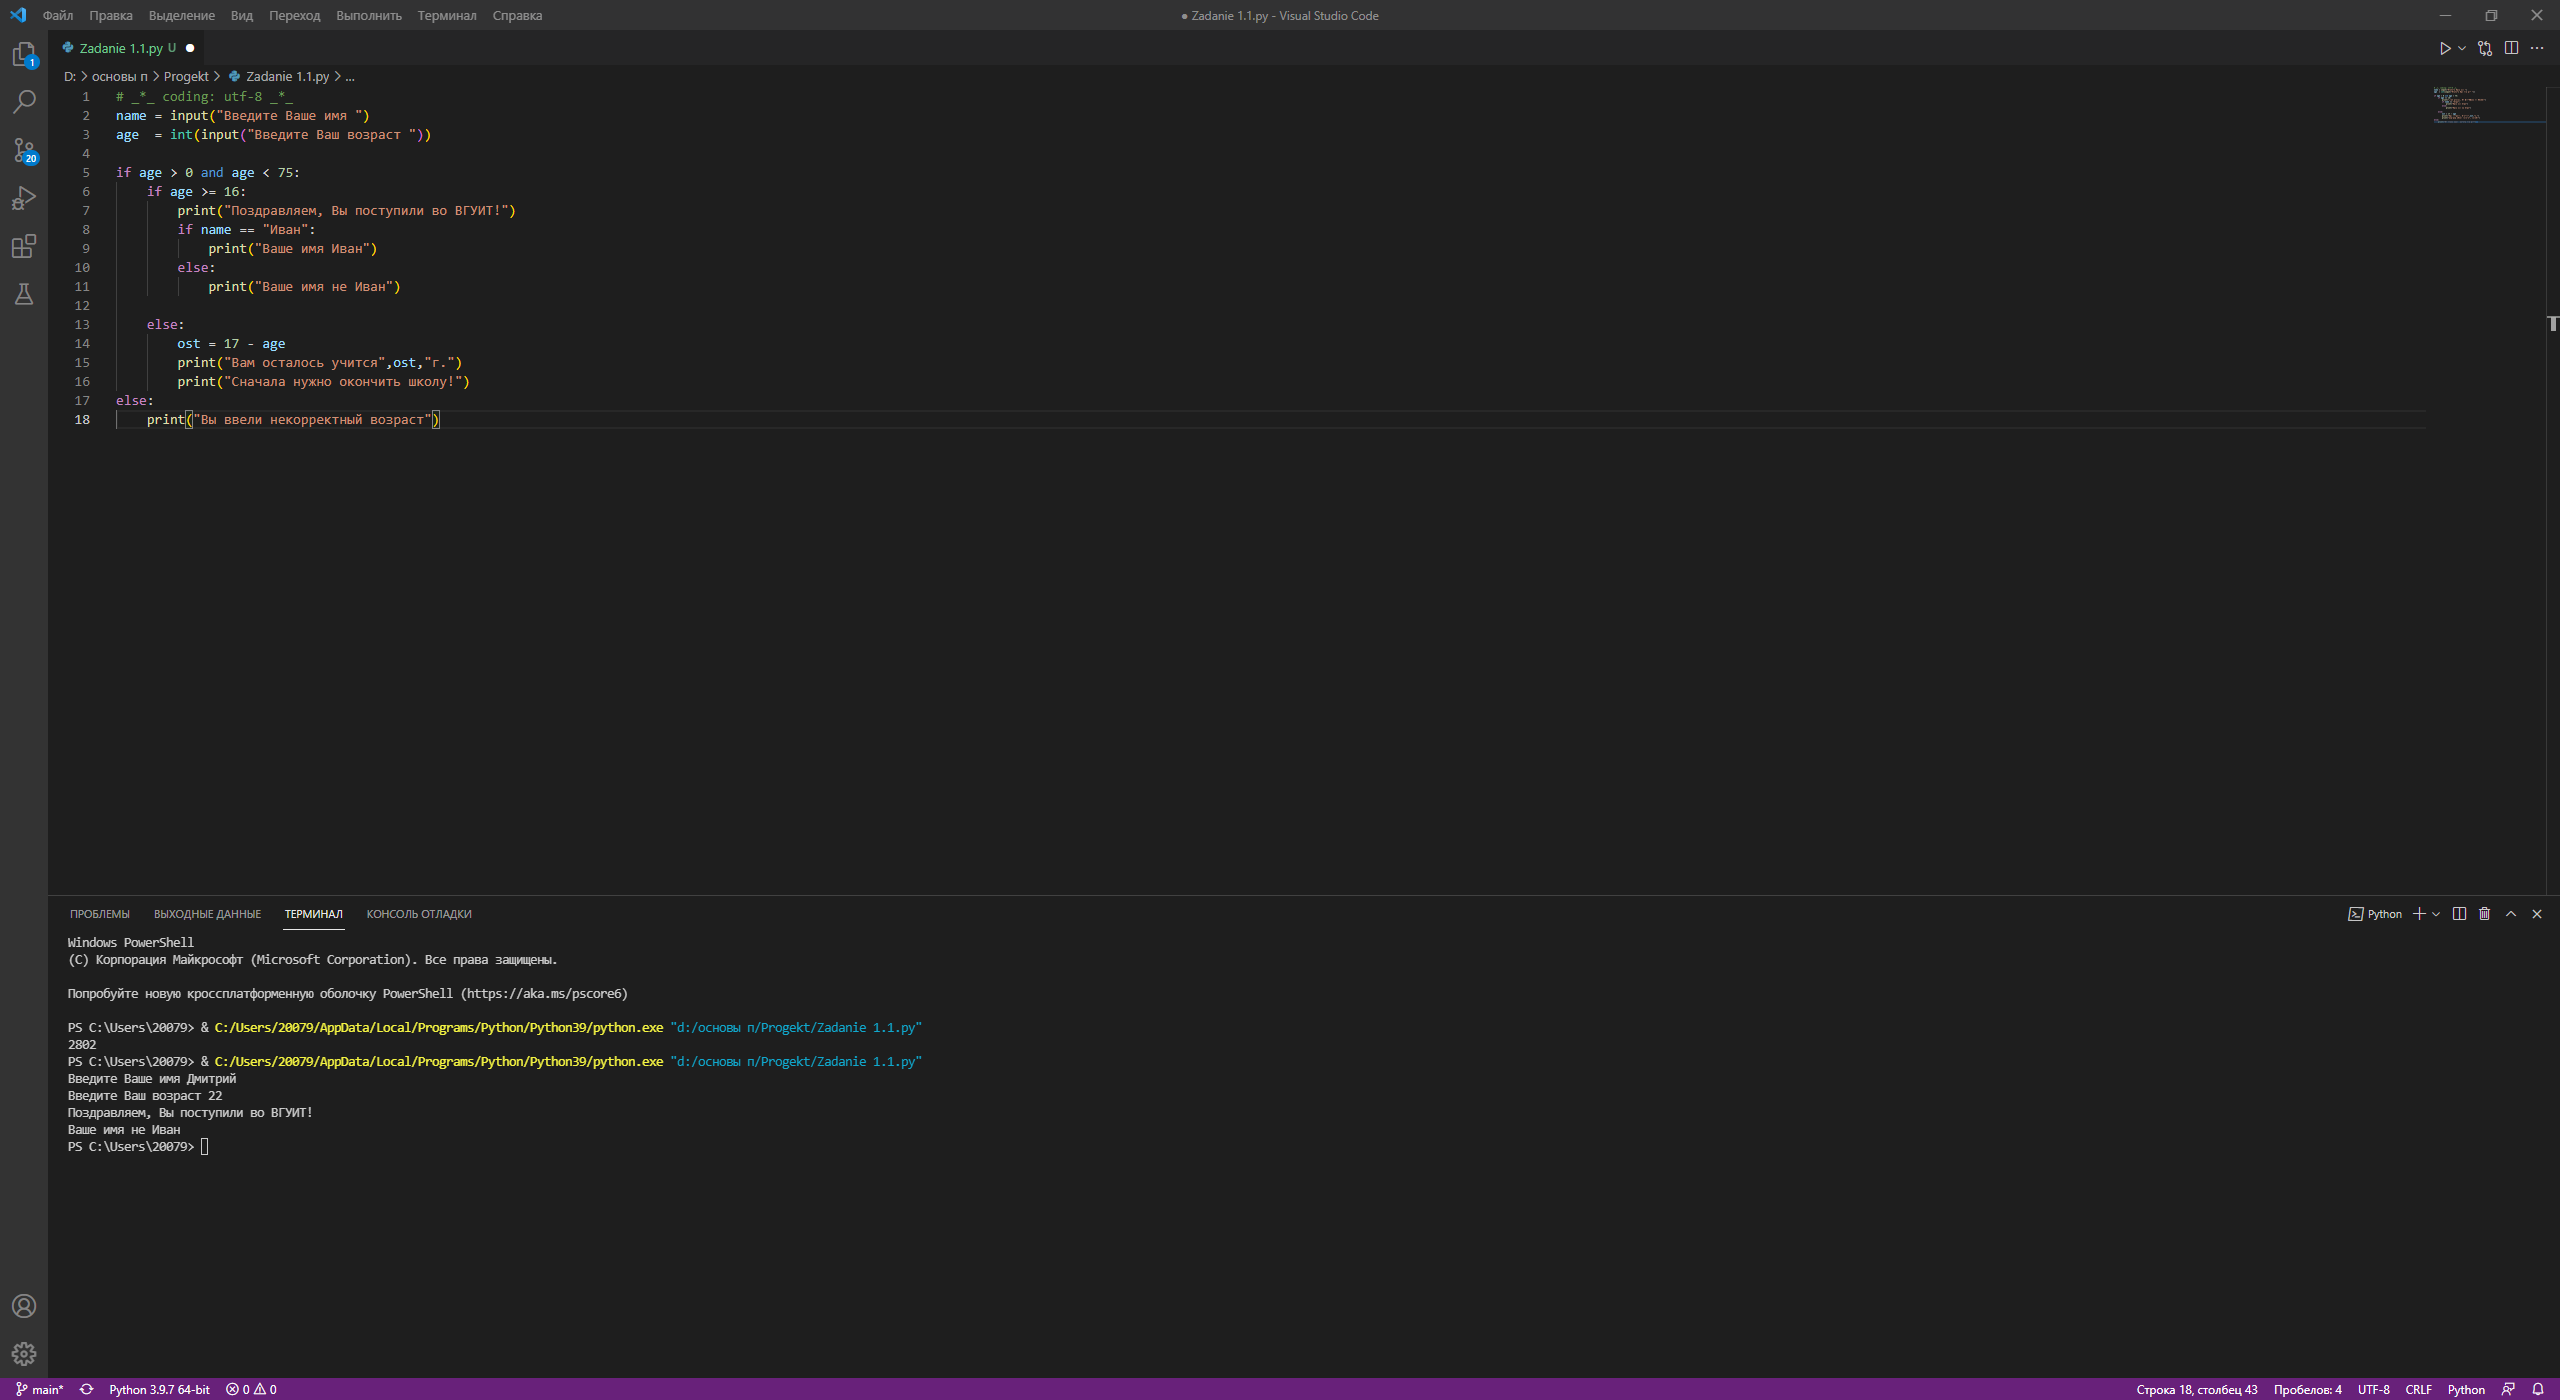 Файл Правка Выделение Вид Переход Выполнить Терминал Справка
● Zadanie 1.1.py - Visual Studio Code
Zadanie 1.1.py U
D: > основы п > Progekt > Zadanie 1.1.py > ...
1 # _*_ coding: utf-8 _*_
2 name = input("Введите Ваше имя ")
3 age  = int(input("Введите Ваш возраст "))
4
5 if age > 0 and age < 75:
6     if age >= 16:
7         print("Поздравляем, Вы поступили во ВГУИТ!")
8         if name == "Иван":
9             print("Ваше имя Иван")
10         else:
11             print("Ваше имя не Иван")
12
13     else:
14         ost = 17 - age
15         print("Вам осталось учится",ost,"г.")
16         print("Сначала нужно окончить школу!")
17 else:
18     print("Вы ввели некорректный возраст")
1
20
ПРОБЛЕМЫ ВЫХОДНЫЕ ДАННЫЕ ТЕРМИНАЛ КОНСОЛЬ ОТЛАДКИ
Python
Windows PowerShell
(C) Корпорация Майкрософт (Microsoft Corporation). Все права защищены.
Попробуйте новую кроссплатформенную оболочку PowerShell (https://aka.ms/pscore6)
PS C:\Users\20079> & C:/Users/20079/AppData/Local/Programs/Python/Python39/python.exe "d:/основы п/Progekt/Zadanie 1.1.py"
2802
PS C:\Users\20079> & C:/Users/20079/AppData/Local/Programs/Python/Python39/python.exe "d:/основы п/Progekt/Zadanie 1.1.py"
Введите Ваше имя Дмитрий
Введите Ваш возраст 22
Поздравляем, Вы поступили во ВГУИТ!
Ваше имя не Иван
PS C:\Users\20079>
main* Python 3.9.7 64-bit 0 0
Строка 18, столбец 43 Пробелов: 4 UTF-8 CRLF Python